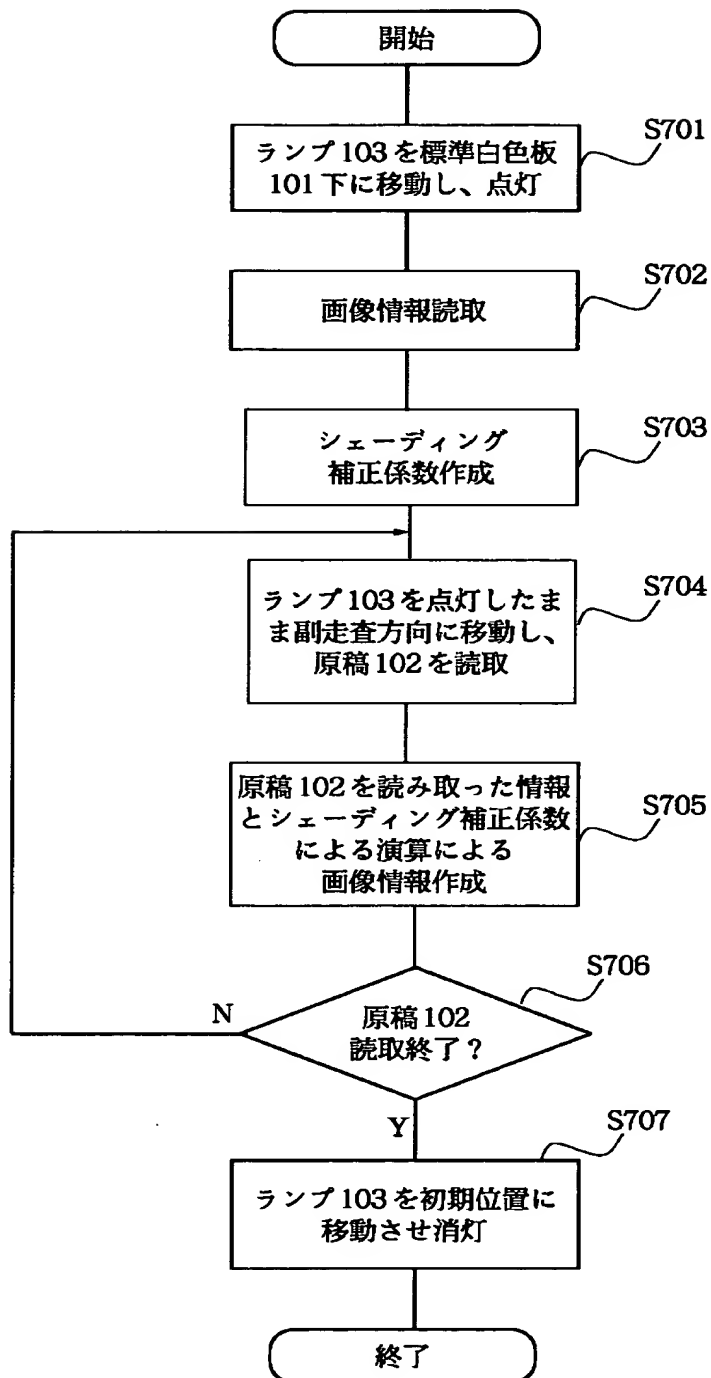 開始
ランプ103を標準白色板
101下に移動し、点灯
S701
画像情報読取
S702
シェーディング
補正係数作成
S703
ランプ103を点灯したま
ま副走査方向に移動し、
原稿102を読取
S704
原稿102を読み取った情報
とシェーディング補正係数
による演算による
画像情報作成
S705
原稿102
読取終了？
S706
N
Y
ランプ103を初期位置に
移動させ消灯
S707
終了